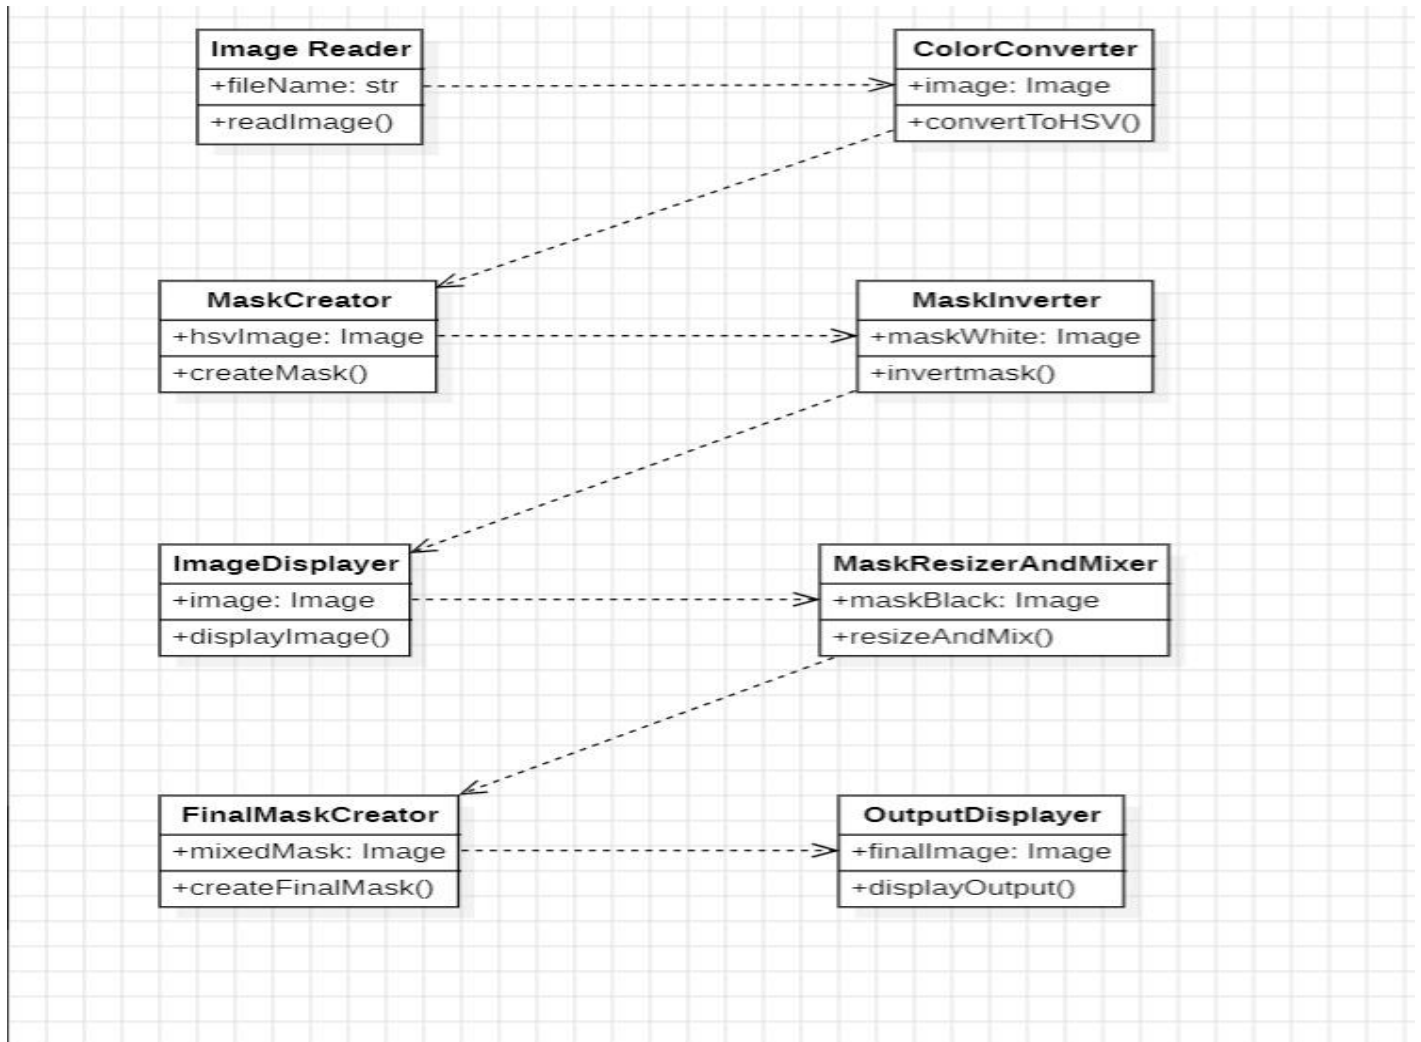 Image Reader
+fileName: str
+readImage()
ColorConverter
+image: Image
+convertToHSV()
MaskCreator
+hsvImage: Image
+createMask()
MaskInverter
+maskWhite: Image
+invertmask()
ImageDisplayer
+image: Image
+displayImage()
MaskResizerAndMixer
+maskBlack: Image
+resizeAndMix()
FinalMaskCreator
+mixedMask: Image
+createFinalMask()
OutputDisplayer
+finalImage: Image
+displayOutput()